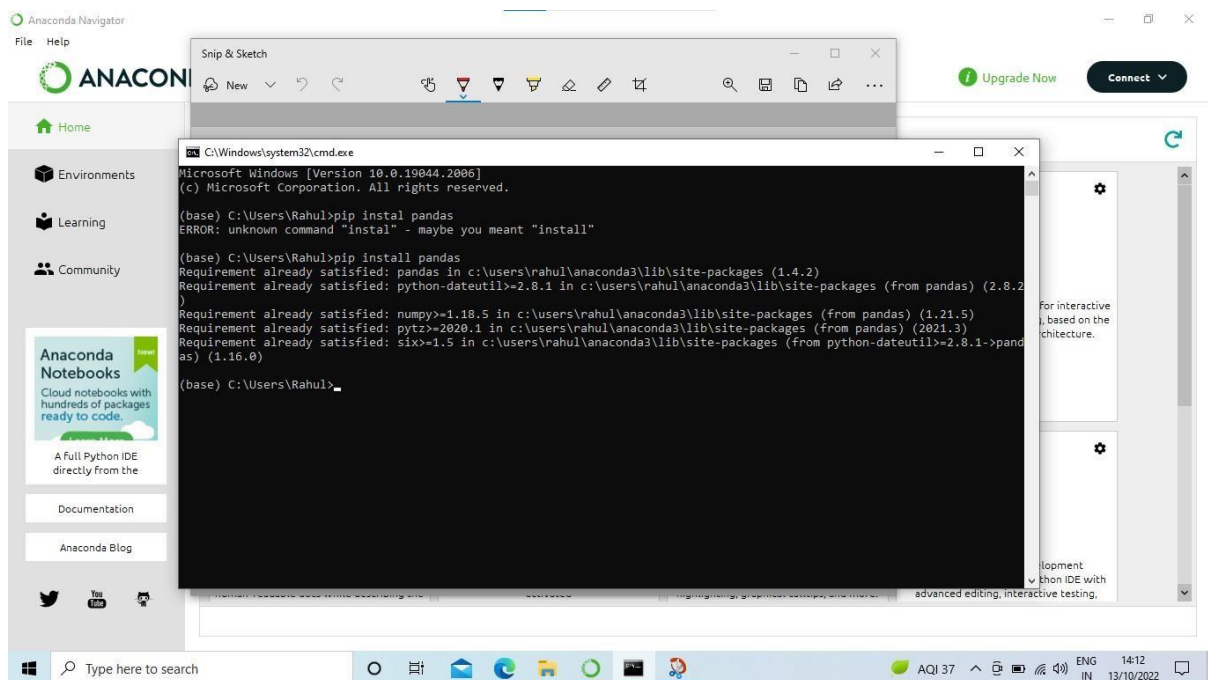 Anaconda Navigator
File Help
ANACON
Upgrade Now
Connect
Snip & Sketch
New
Home
Environments
Learning
Community
C:\Windows\system32\cmd.exe
Microsoft Windows [Version 10.0.19044.2006]
(c) Microsoft Corporation. All rights reserved.
(base) C:\Users\Rahul>pip instal pandas
ERROR: unknown command "instal" - maybe you meant "install"
(base) C:\Users\Rahul>pip install pandas
Requirement already satisfied: pandas in c:\users\rahul\anaconda3\lib\site-packages (1.4.2)
Requirement already satisfied: python-dateutil>=2.8.1 in c:\users\rahul\anaconda3\lib\site-packages (from pandas) (2.8.2
)
Requirement already satisfied: numpy>=1.18.5 in c:\users\rahul\anaconda3\lib\site-packages (from pandas) (1.21.5)
Requirement already satisfied: pytz>=2020.1 in c:\users\rahul\anaconda3\lib\site-packages (from pandas) (2021.3)
Requirement already satisfied: six>=1.5 in c:\users\rahul\anaconda3\lib\site-packages (from python-dateutil>=2.8.1->pand
as) (1.16.0)
(base) C:\Users\Rahul>
for interactive
, based on the
rchitecture.
Anaconda
Notebooks
New!
Cloud notebooks with
hundreds of packages
ready to code.
A full Python IDE
directly from the
Documentation
Anaconda Blog
You
Tube
lopment
thon IDE with
advanced editing, interactive testing,
Type here to search
AQI 37
ENG
IN
14:12
13/10/2022